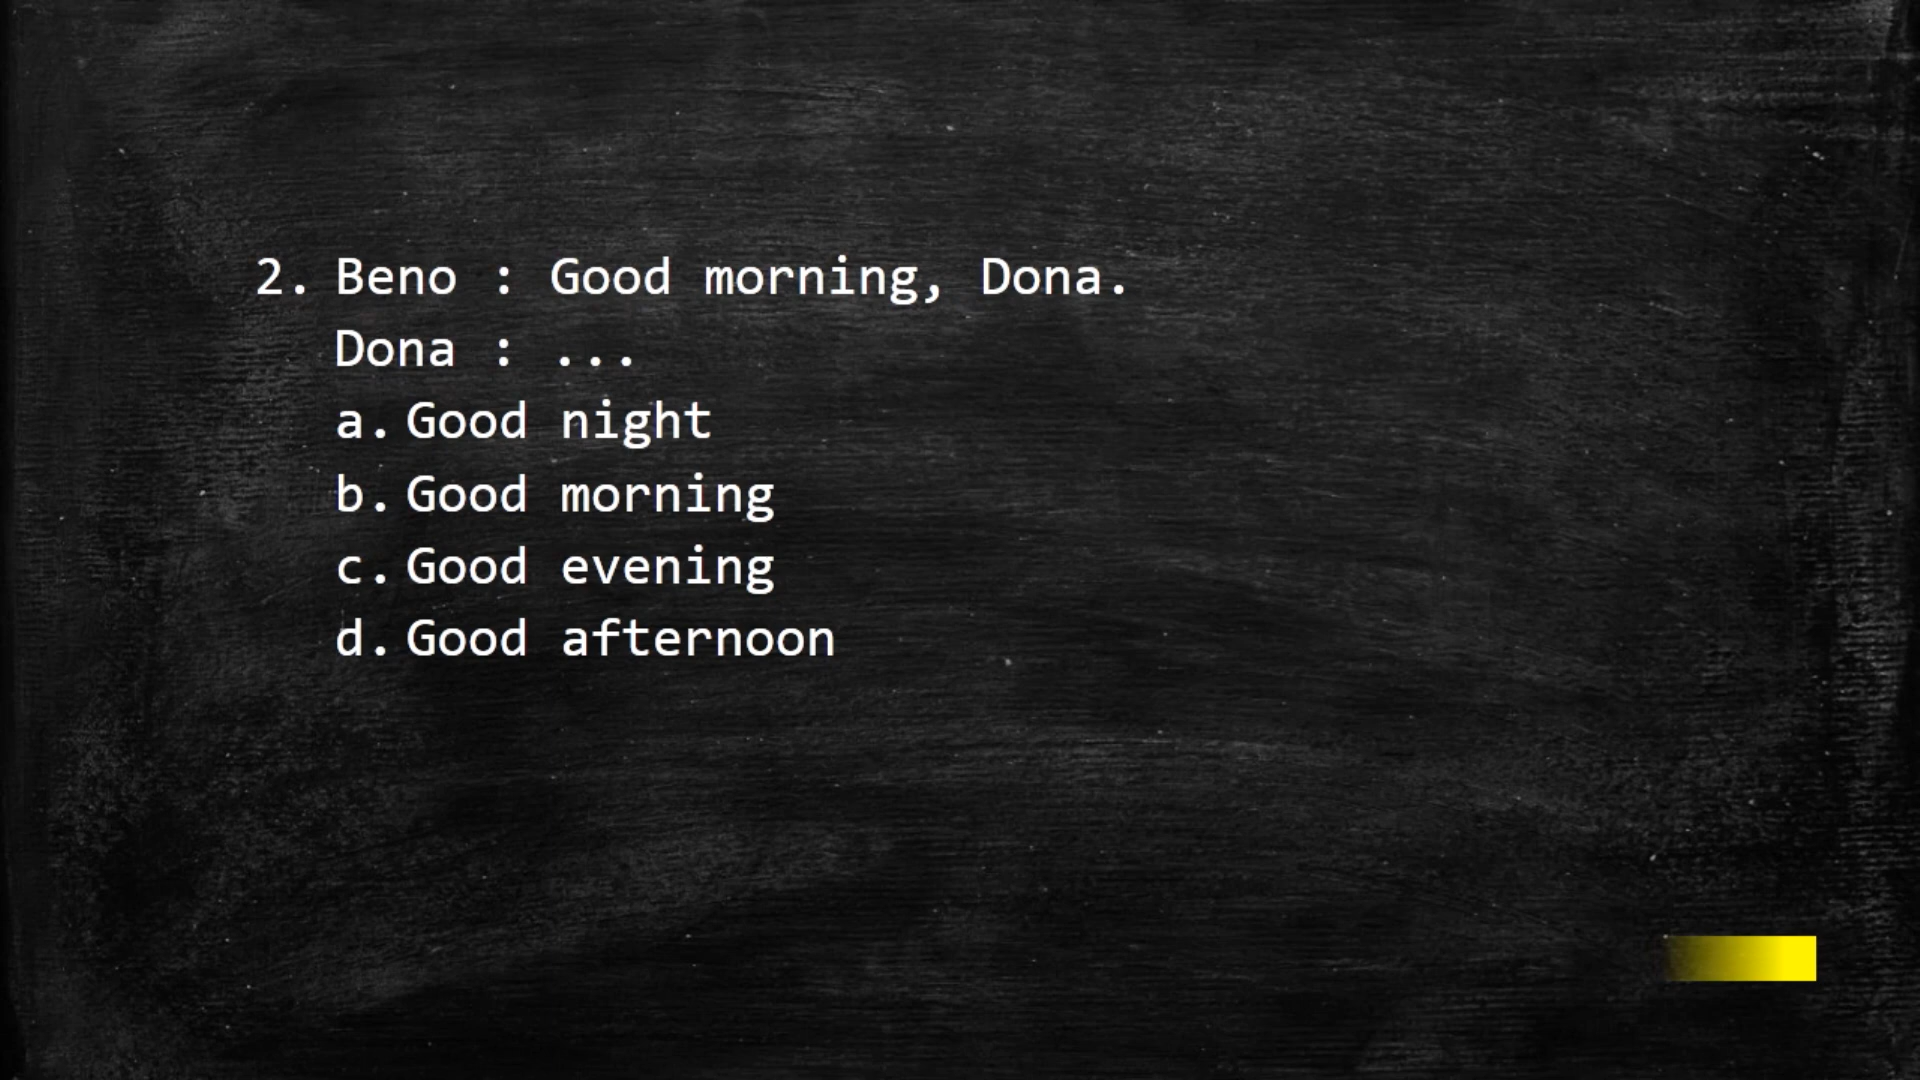 2. Beno : Good morning, Dona.
Dona : ...
a. Good night
b. Good morning
c. Good evening
d. Good afternoon